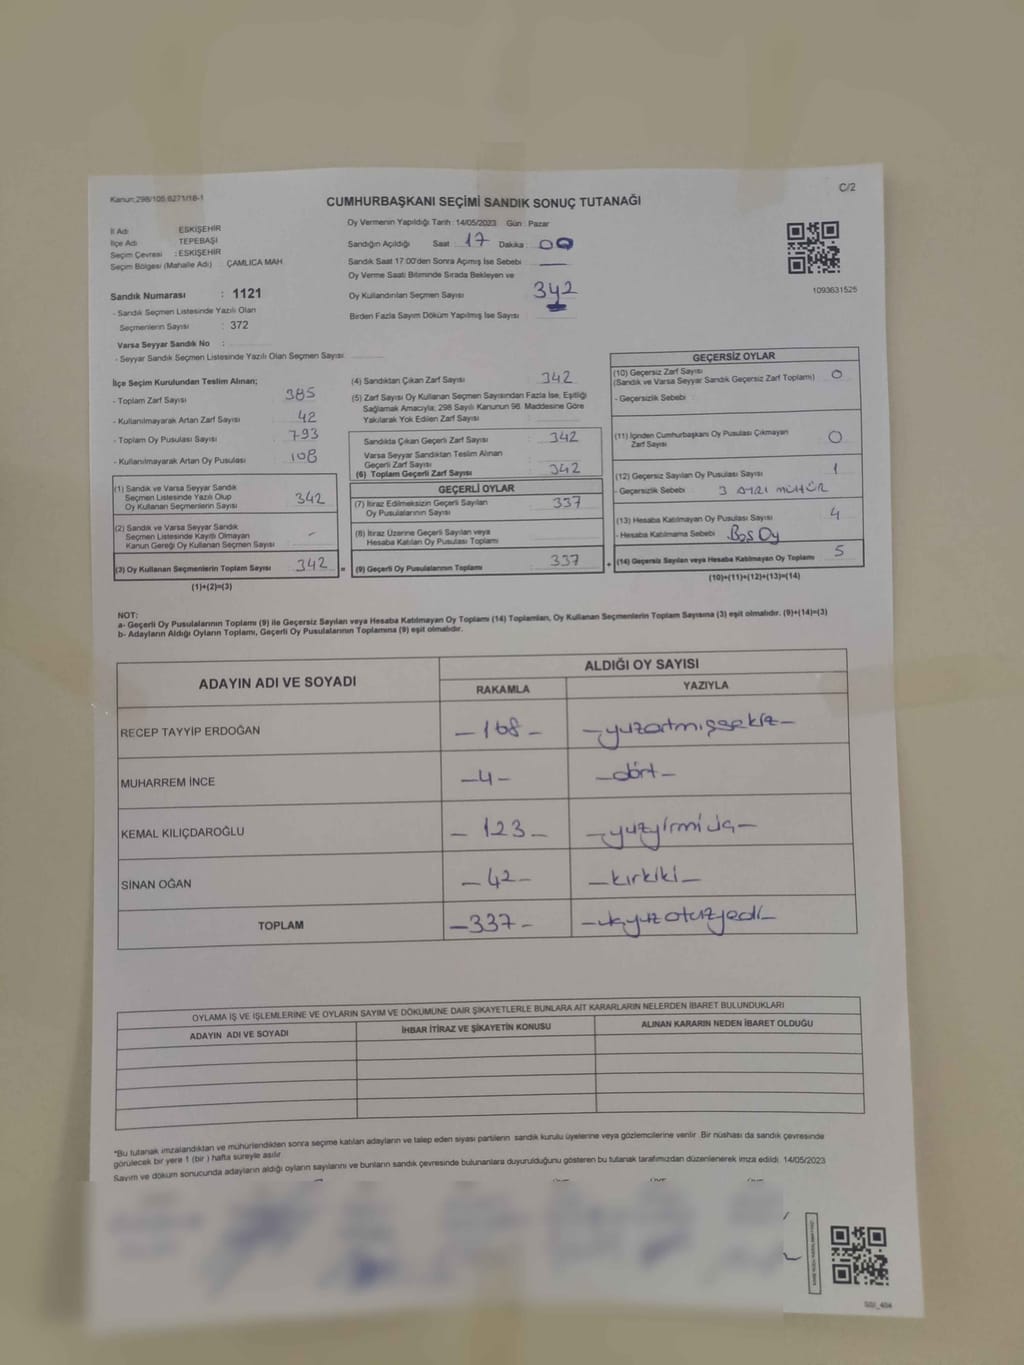 C/2
Kanun:298/105.6271/18-1
CUMHURBAŞKANI SEÇİMİ SANDIK SONUÇ TUTANAĞI
İl Adı : ESKİŞEHİR
İlçe Adı : TEPEBAŞI
Seçim Çevresi : ESKİŞEHİR
Seçim Bölgesi (Mahalle Adı) : ÇAMLICA MAH.
Sandık Numarası : 1121
- Sandık Seçmen Listesinde Yazılı Olan
Seçmenlerin Sayısı : 372
Varsa Seyyar Sandık No :
- Seyyar Sandık Seçmen Listesinde Yazılı Olan Seçmen Sayısı:
Oy Vermenin Yapıldığı Tarih : 14/05/2023 Gün : Pazar
Sandığın Açıldığı Saat : 17 Dakika : 00
Sandık Saat 17:00'den Sonra Açımış İse Sebebi
Oy Verme Saati Bitiminde Sırada Bekleyen ve
Oy Kullandırılan Seçmen Sayısı 342
Birden Fazla Sayım Döküm Yapılmış İse Sayısı
1093631525
İlçe Seçim Kurulundan Teslim Alınan;
- Toplam Zarf Sayısı 385
- Kullanılmayarak Artan Zarf Sayısı 42
- Toplam Oy Pusulası Sayısı 793
- Kullanılmayarak Artan Oy Pusulası 108
(1) Sandık ve Varsa Seyyar Sandık
Seçmen Listesinde Yazılı Olup
Oy Kullanan Seçmenlerin Sayısı 342
(2) Sandık ve Varsa Seyyar Sandık
Seçmen Listesinde Kayıtlı Olmayan
Kanun Gereği Oy Kullanan Seçmen Sayısı -
(3) Oy Kullanan Seçmenlerin Toplam Sayısı 342 =
(1)+(2)=(3)
(4) Sandıktan Çıkan Zarf Sayısı 342
(5) Zarf Sayısı Oy Kullanan Seçmen Sayısından Fazla İse, Eşitliği
Sağlamak Amacıyla; 298 Sayılı Kanunun 98. Maddesine Göre
Yakılarak Yok Edilen Zarf Sayısı
Sandıkta Çıkan Geçerli Zarf Sayısı 342
Varsa Seyyar Sandıktan Teslim Alınan
Geçerli Zarf Sayısı
(6) Toplam Geçerli Zarf Sayısı 342
GEÇERLİ OYLAR
(7) İtiraz Edilmeksizin Geçerli Sayılan
Oy Pusulalarının Sayısı 337
(8) İtiraz Üzerine Geçerli Sayılan veya
Hesaba Katılan Oy Pusulası Toplamı
(9) Geçerli Oy Pusulalarının Toplamı 337 +
GEÇERSİZ OYLAR
(10) Geçersiz Zarf Sayısı
(Sandık ve Varsa Seyyar Sandık Geçersiz Zarf Toplamı) 0
- Geçersizlik Sebebi :
(11) İçinden Cumhurbaşkanı Oy Pusulası Çıkmayan
Zarf Sayısı 0
(12) Geçersiz Sayılan Oy Pusulası Sayısı 1
- Geçersizlik Sebebi : 3 AYRI MÜHÜR
(13) Hesaba Katılmayan Oy Pusulası Sayısı 4
- Hesaba Katılmama Sebebi : Boş Oy
(14) Geçersiz Sayılan veya Hesaba Katılmayan Oy Toplamı 5
(10)+(11)+(12)+(13)=(14)
NOT:
a- Geçerli Oy Pusulalarının Toplamı (9) ile Geçersiz Sayılan veya Hesaba Katılmayan Oy Toplamı (14) Toplamları, Oy Kullanan Seçmenlerin Toplam Sayısına (3) eşit olmalıdır. (9)+(14)=(3)
b- Adayların Aldığı Oyların Toplamı, Geçerli Oy Pusulalarının Toplamına (9) eşit olmalıdır.
ADAYIN ADI VE SOYADI ALDIĞI OY SAYISI
RAKAMLA YAZIYLA
RECEP TAYYİP ERDOĞAN -168- -yuzatmışsekiz-
MUHARREM İNCE -4- -dört-
KEMAL KILIÇDAROĞLU -123- -yuzyirmiüç-
SİNAN OĞAN -42- -kırkiki-
TOPLAM -337- -üçyuzotuzyedi-
OYLAMA İŞ VE İŞLEMLERİNE VE OYLARIN SAYIM VE DÖKÜMÜNE DAİR ŞİKAYETLERLE BUNLARA AİT KARARLARIN NELERDEN İBARET BULUNDUKLARI
ADAYIN ADI VE SOYADI İHBAR İTİRAZ VE ŞİKAYETİN KONUSU ALINAN KARARIN NEDEN İBARET OLDUĞU
*Bu tutanak imzalandıktan ve mühürlendikten sonra seçime katılan adayların ve talep eden siyasi partilerin sandık kurulu üyelerine veya gözlemcilerine verilir. Bir nüshası da sandık çevresinde
görülecek bir yere 1 (bir) hafta süreyle asılır.
Sayım ve döküm sonucunda adayların aldığı oyların sayılarını ve bunların sandık çevresinde bulunanlara duyurulduğunu gösteren bu tutanak tarafımızdan düzenlenerek imza edildi. 14/05/2023